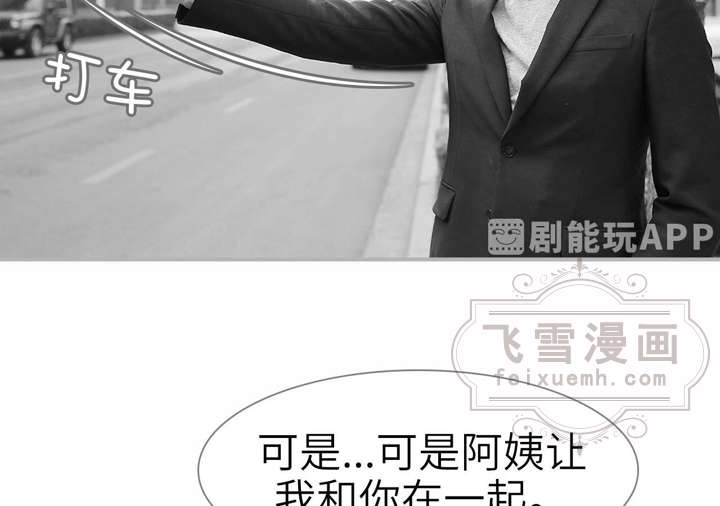 打车
剧能玩APP
飞雪漫画
feixuemh.com
可是...可是阿姨让
我和你在一起。